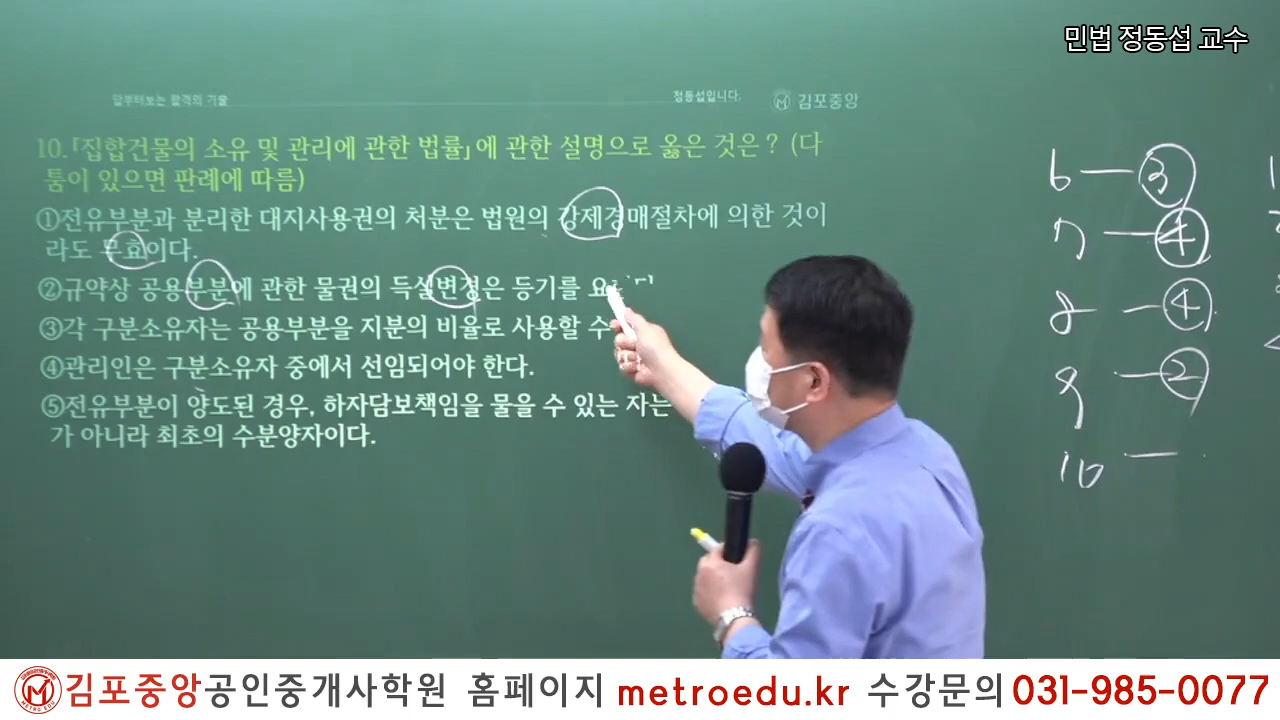 민법 정동섭 교수
답부터보는 합격의 기술
정동섭입니다.
김포중앙
10.「집합건물의 소유 및 관리에 관한 법률」에 관한 설명으로 옳은 것은? (다
툼이 있으면 판례에 따름)
①전유부분과 분리한 대지사용권의 처분은 법원의 강제경매절차에 의한 것이
라도 무효이다.
②규약상 공용부분에 관한 물권의 득실변경은 등기를
③각 구분소유자는 공용부분을 지분의 비율로 사용할 수
④관리인은 구분소유자 중에서 선임되어야 한다.
⑤전유부분이 양도된 경우, 하자담보책임을 물을 수 있는 자는
가 아니라 최초의 수분양자이다.
6 — ③
7 — ④
8 — ④
9 — ②
10 —
김포중앙공인중개사학원 홈페이지 metroedu.kr 수강문의 031-985-0077
METRO EDU